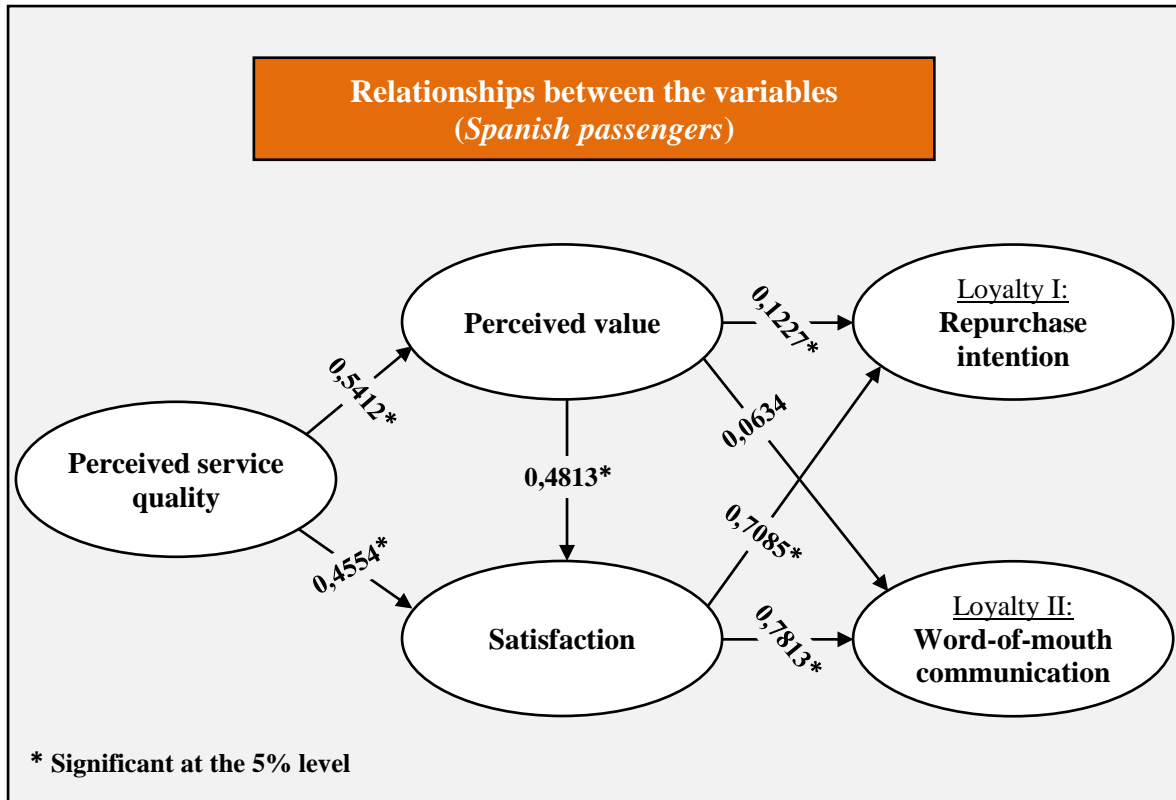 Relationships between the variables
(Spanish passengers)
Perceived value
Loyalty I:
Repurchase
intention
0,1227*
0,5412*
0,0634
Perceived service
quality
0,4813*
0,4554*
0,7085*
Satisfaction
0,7813*
Loyalty II:
Word-of-mouth
communication
* Significant at the 5% level